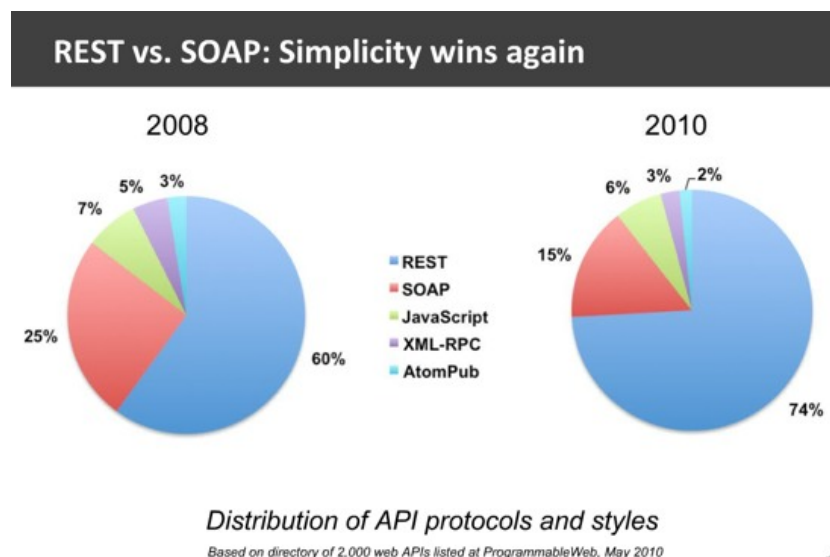 REST vs. SOAP: Simplicity wins again
2008
2010
3%
5%
7%
25%
60%
REST
SOAP
JavaScript
XML-RPC
AtomPub
2%
3%
6%
15%
74%
Distribution of API protocols and styles
Based on directory of 2,000 web APIs listed at ProgrammableWeb, May 2010